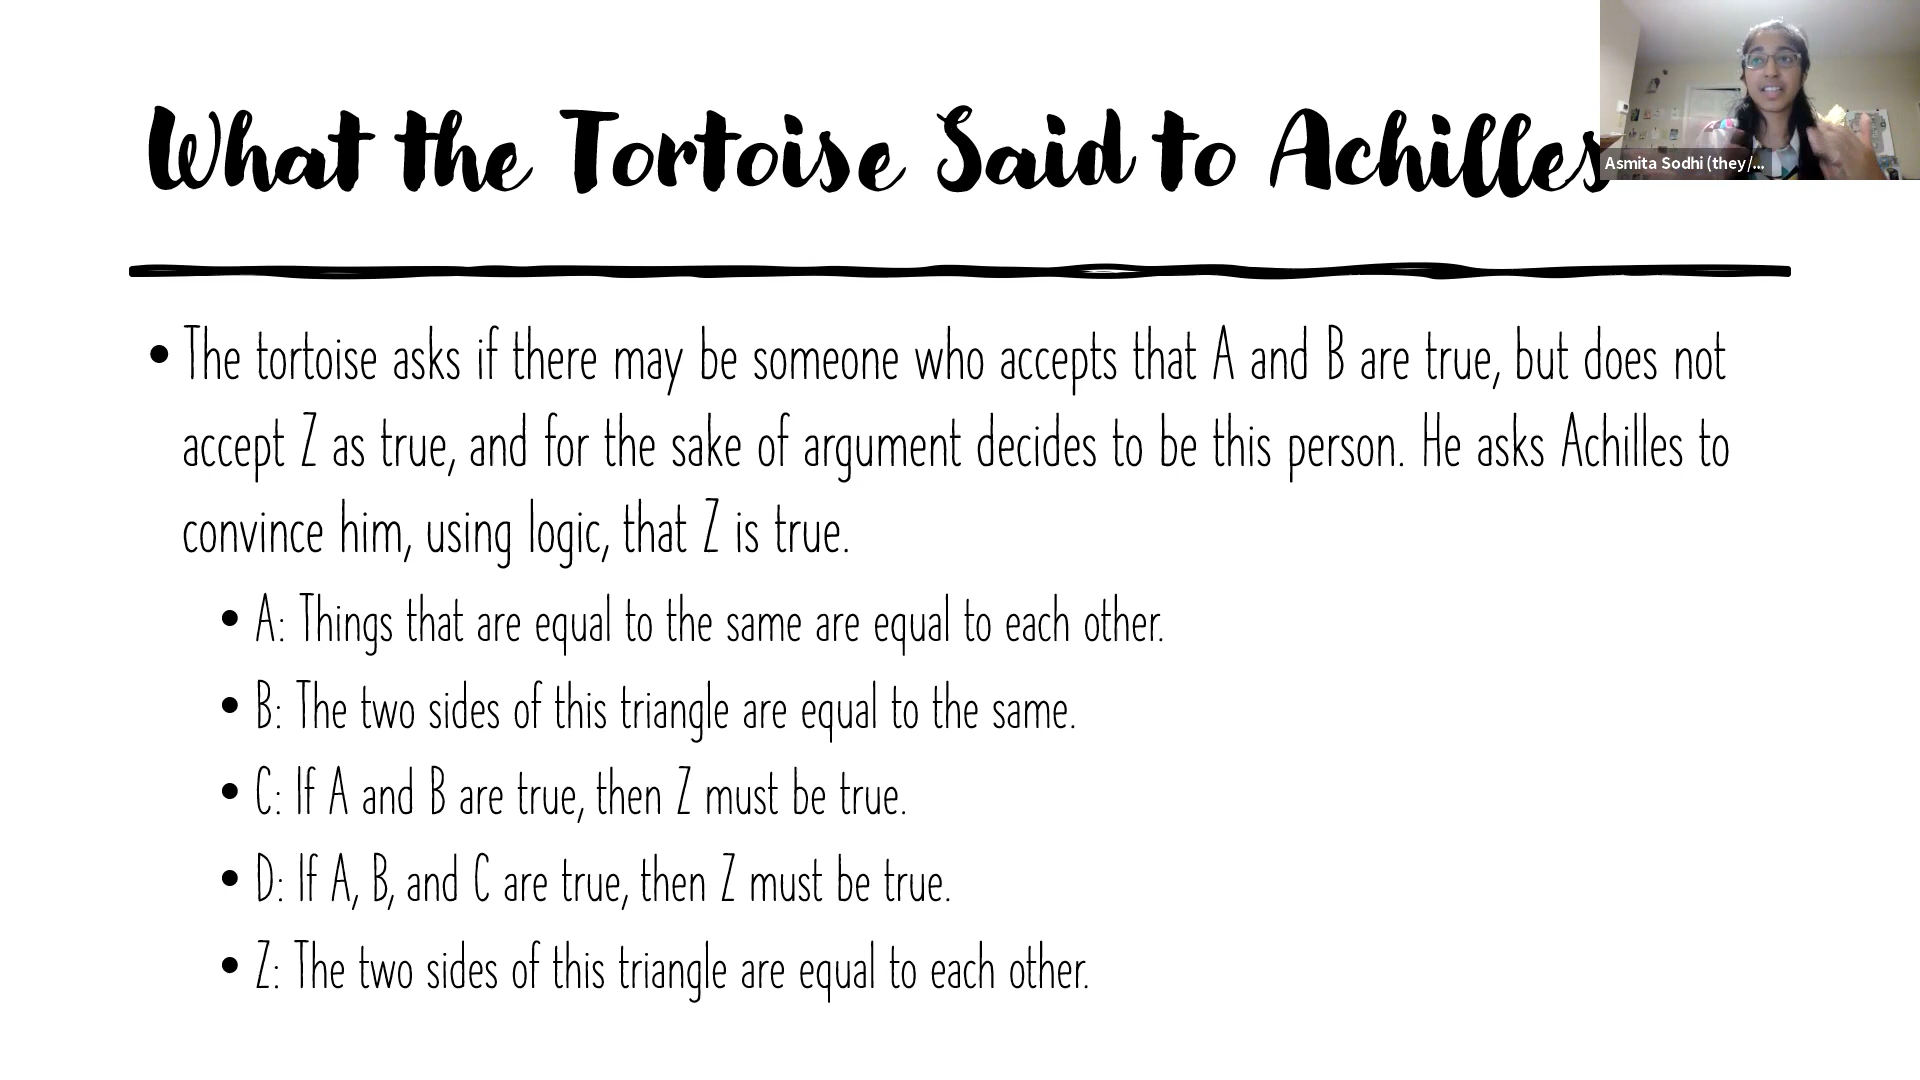 What the Tortoise Said to Achilles
Asmita Sodhi (they/...
• The tortoise asks if there may be someone who accepts that A and B are true, but does not
accept Z as true, and for the sake of argument decides to be this person. He asks Achilles to
convince him, using logic, that Z is true.
• A: Things that are equal to the same are equal to each other.
• B: The two sides of this triangle are equal to the same.
• C: If A and B are true, then Z must be true.
• D: If A, B, and C are true, then Z must be true.
• Z: The two sides of this triangle are equal to each other.